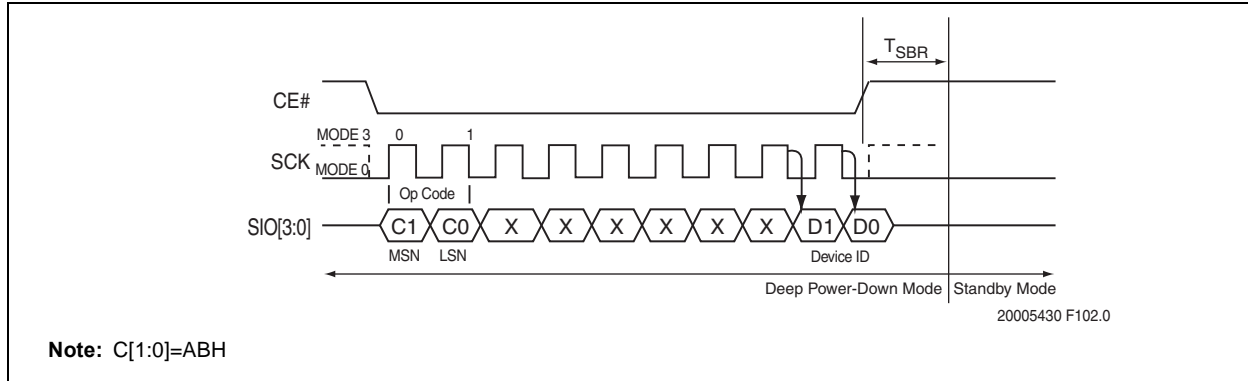 TSBR
CE#
MODE 3 0 1
SCK
MODE 0
Op Code
SIO[3:0] C1 C0 X X X X X X D1 D0
MSN LSN Device ID
Deep Power-Down Mode Standby Mode
20005430 F102.0
Note: C[1:0]=ABH